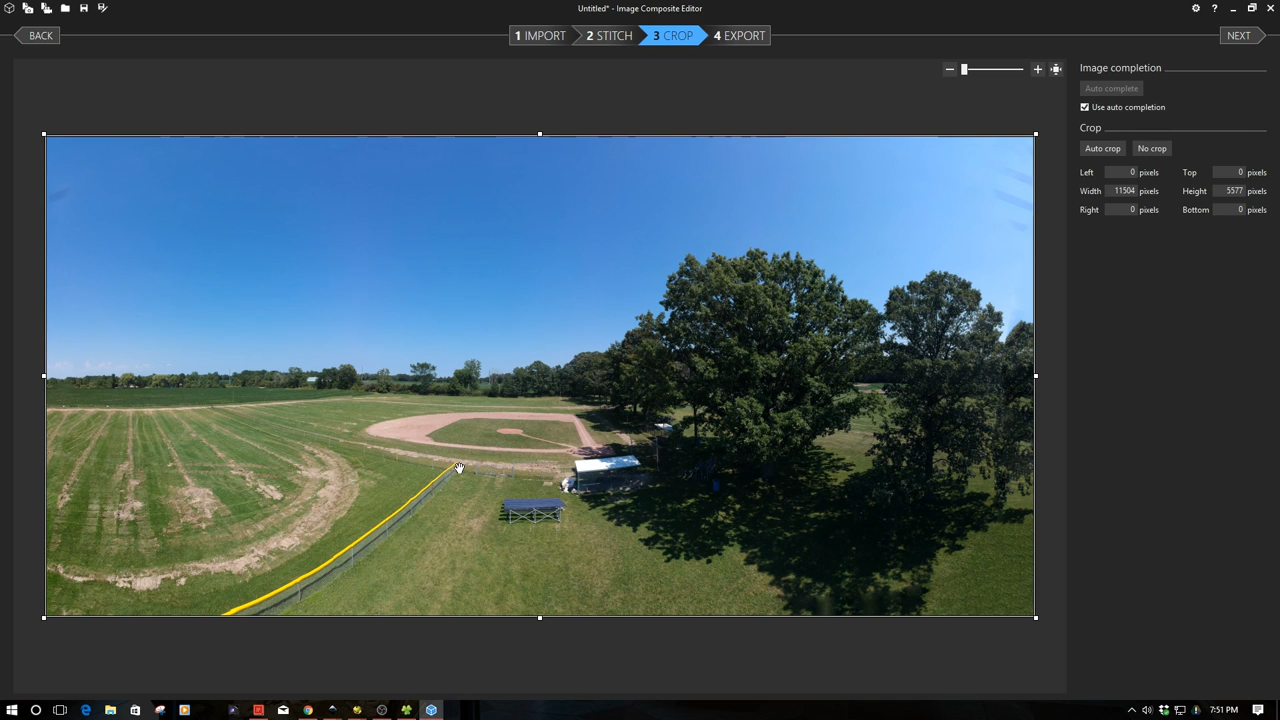 Untitled* - Image Composite Editor
BACK
1 IMPORT 2 STITCH 3 CROP 4 EXPORT
NEXT
Image completion
Auto complete
Use auto completion
Crop
Auto crop No crop
Left 0 pixels Top 0 pixels
Width 11504 pixels Height 5577 pixels
Right 0 pixels Bottom 0 pixels
7:51 PM